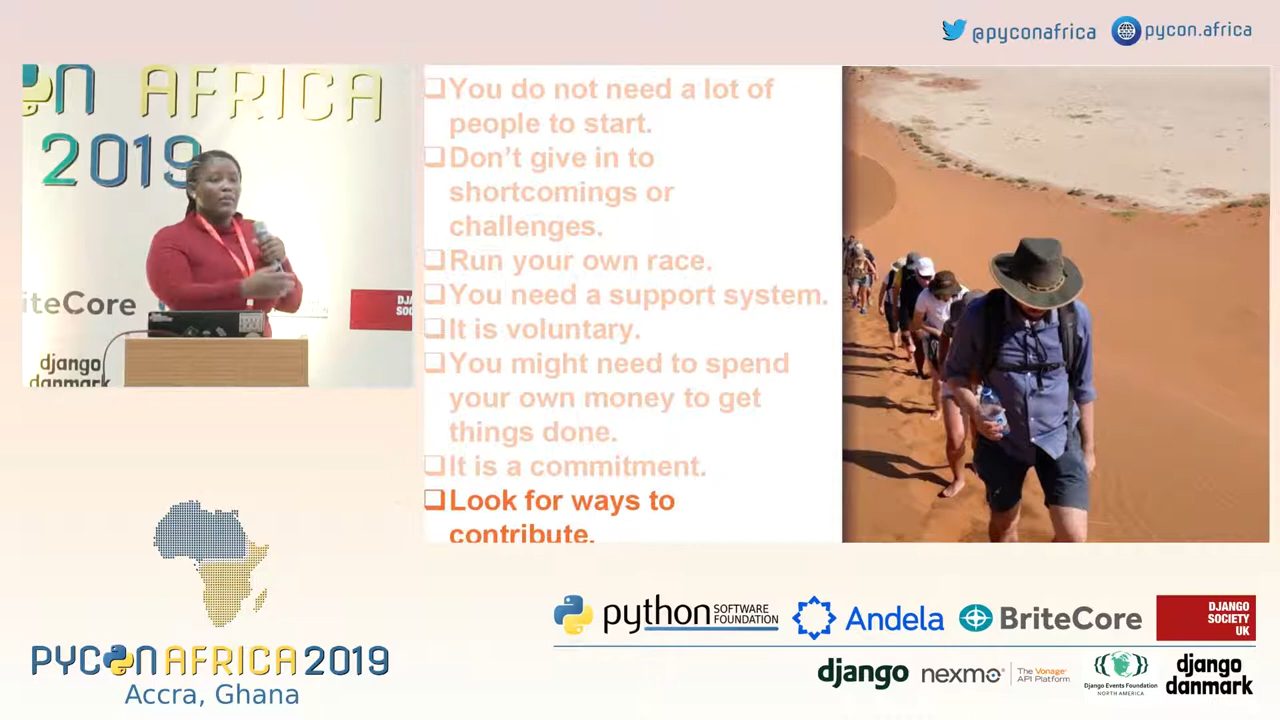 @pyconafrica
pycon.africa
AFRICA
2019
BriteCore
django
You do not need a lot of
people to start.
Don’t give in to
shortcomings or
challenges.
Run your own race.
You need a support system.
It is voluntary.
You might need to spend
your own money to get
things done.
It is a commitment.
Look for ways to
contribute.
PYCON AFRICA 2019
Accra, Ghana
python SOFTWARE
FOUNDATION
Andela
BriteCore
DJANGO
SOCIETY
UK
django
nexmo
The Vonage
API Platform
Django Events Foundation
NORTH AMERICA
django
danmark